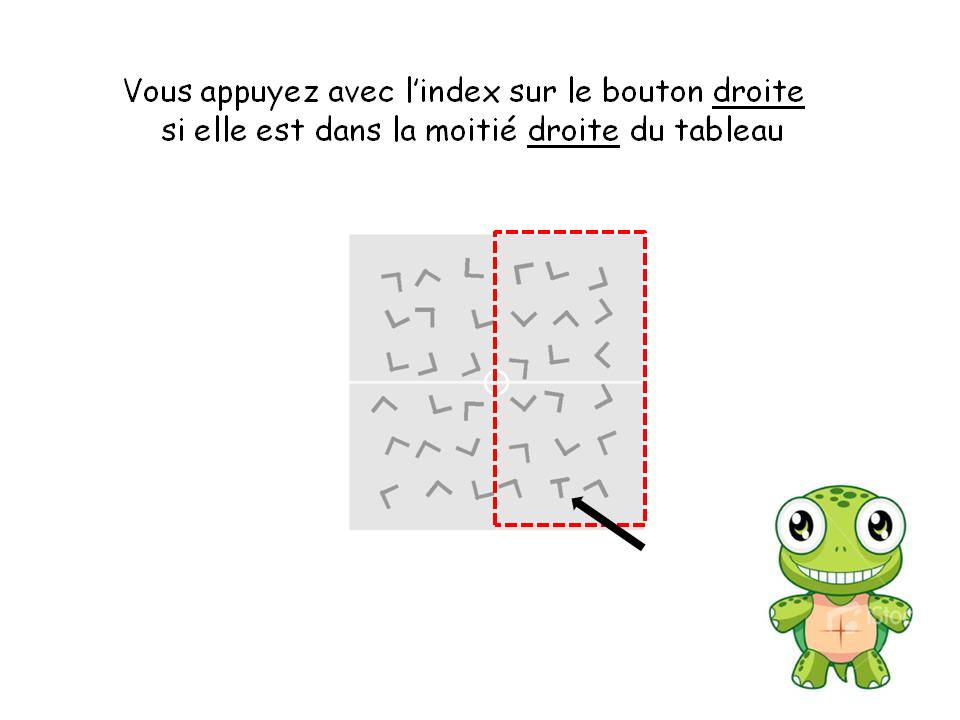 Vous appuyez avec l'index sur le bouton droite
si elle est dans la moitié droite du tableau
T